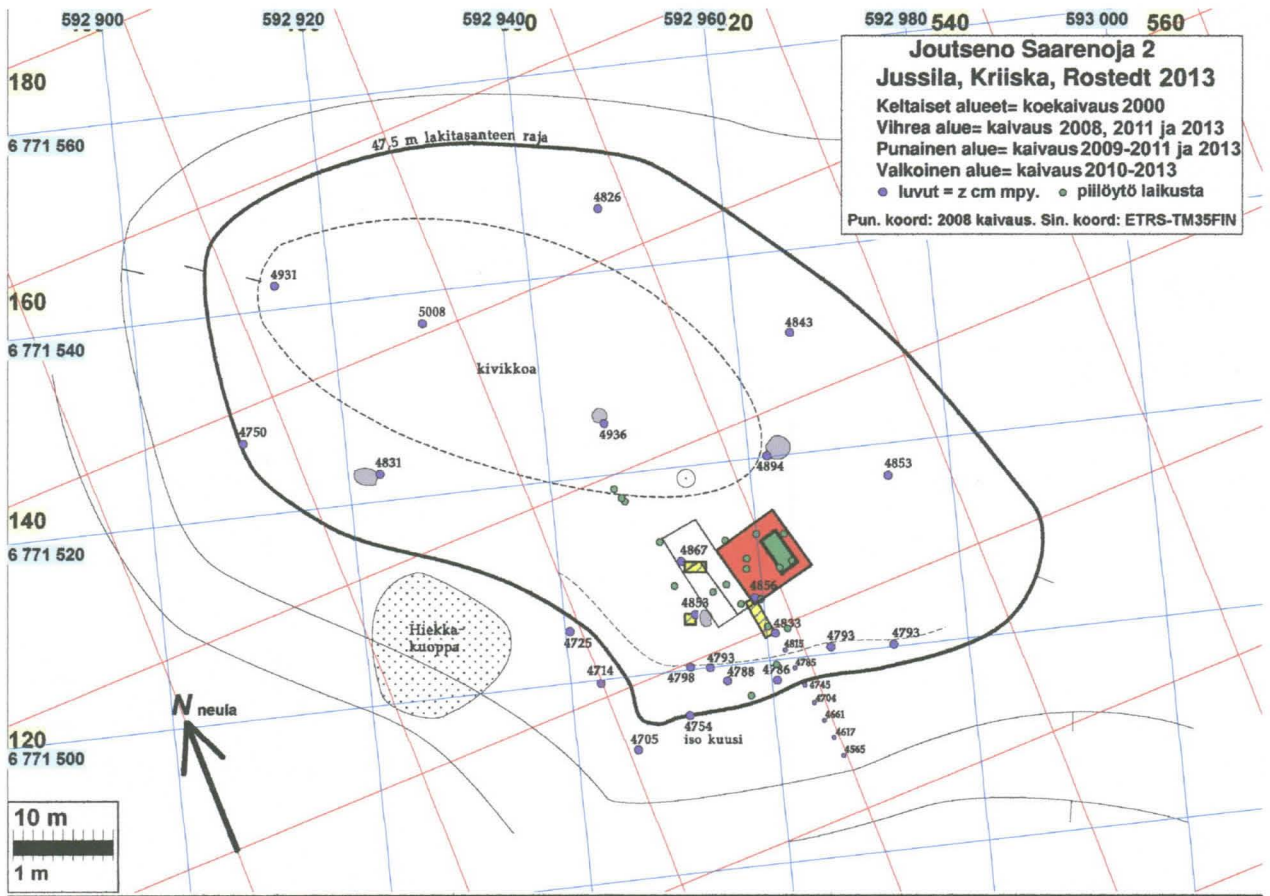 592 900
592 920
592 940
592 960
20
592 980
540
593 000
560
Joutseno Saarenoja 2
Jussila, Kriiska, Rostedt 2013
Keltaiset alueet= koekaivaus 2000
Vihrea alue= kaivaus 2008, 2011 ja 2013
Punainen alue= kaivaus 2009-2011 ja 2013
Valkoinen alue= kaivaus 2010-2013
luvut = z cm mpy.
piilöytö laikusta
Pun. koord: 2008 kaivaus. Sin. koord: ETRS-TM35FIN
180
6 771 560
47,5 m lakitasanteen raja
4826
4931
160
5008
4843
6 771 540
kivikkoa
4936
4750
4831
4894
4853
140
6 771 520
4867
4856
4853
Hiekka-
kuoppa
4725
4833
4793
4793
4815
4798
4793
4788
4786
4785
4714
4745
4704
N neula
4754
4661
iso kuusi
4617
120
4705
4565
6 771 500
10 m
1 m